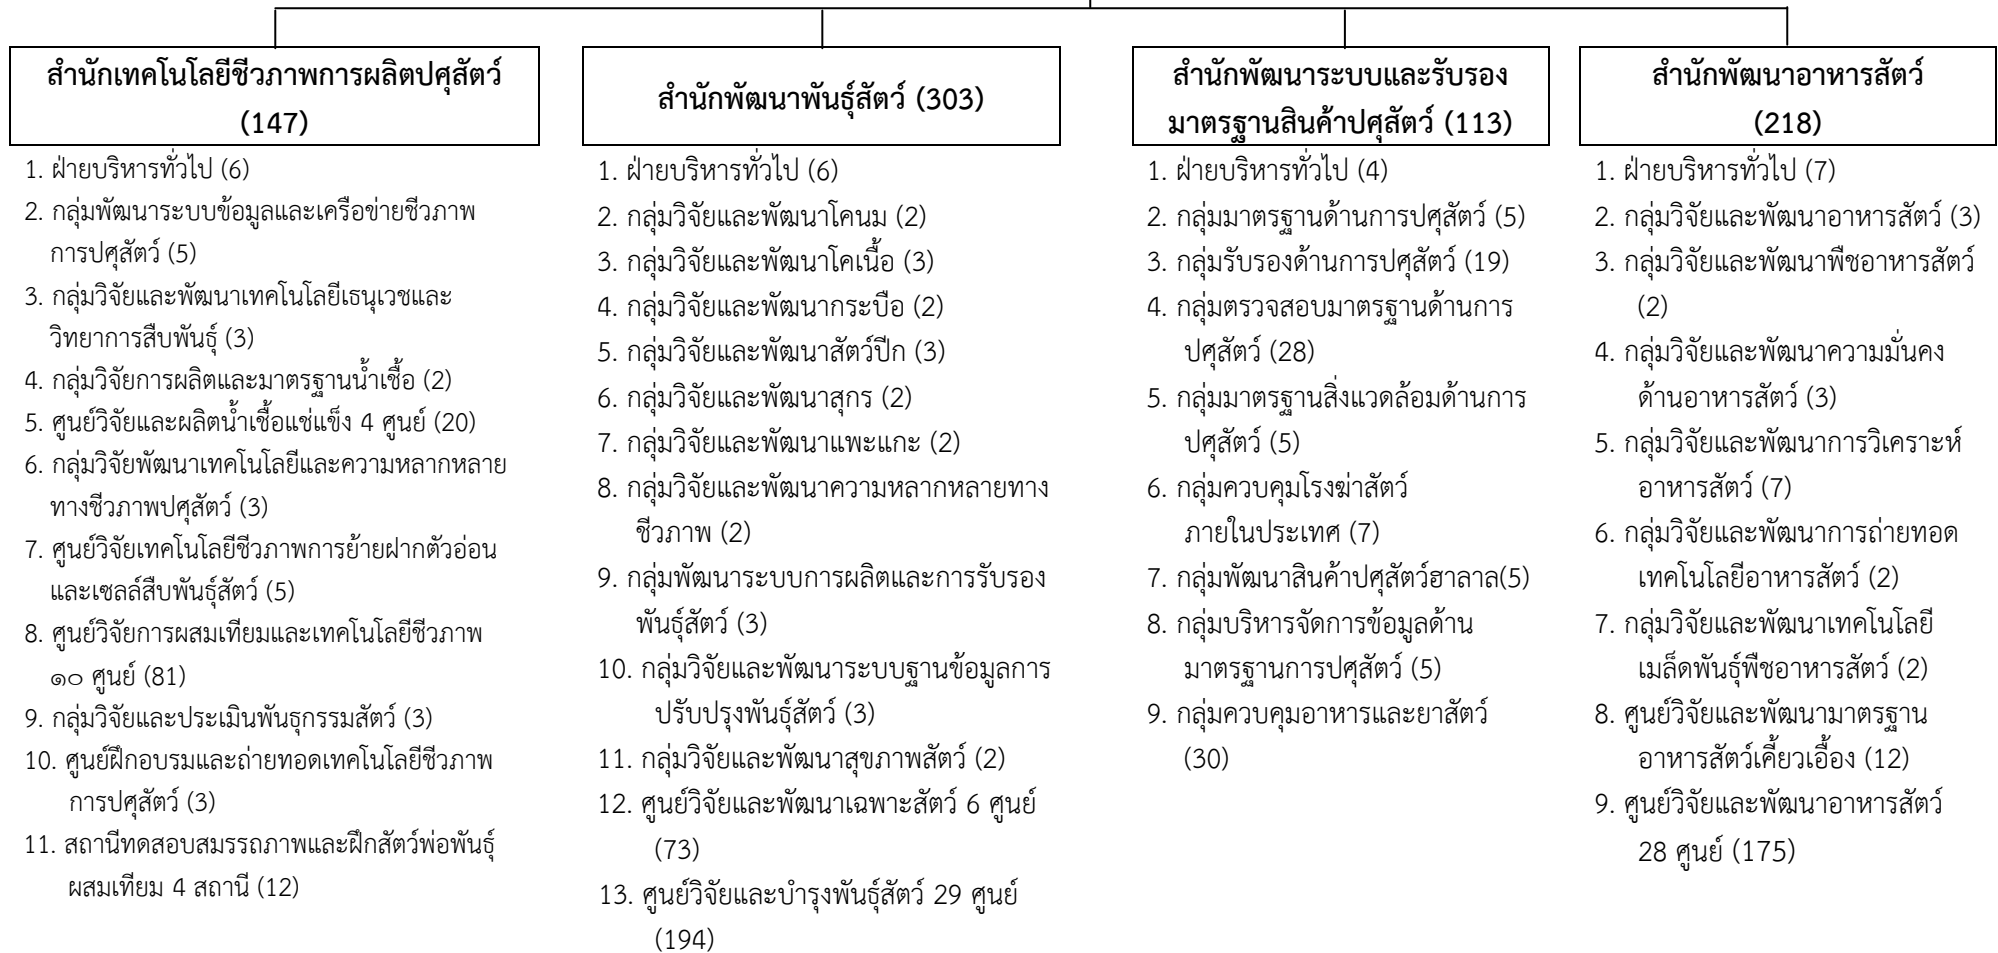 สำนักเทคโนโลยีชีวภาพการผลิตปศุสัตว์
(147)
1. ฝ่ายบริหารทั่วไป (6)
2. กลุ่มพัฒนาระบบข้อมูลและเครือข่ายชีวภาพ
การปศุสัตว์ (5)
3. กลุ่มวิจัยและพัฒนาเทคโนโลยีเธนุเวชและ
วิทยาการสืบพันธุ์ (3)
4. กลุ่มวิจัยการผลิตและมาตรฐานน้ำเชื้อ (2)
5. ศูนย์วิจัยและผลิตน้ำเชื้อแช่แข็ง 4 ศูนย์ (20)
6. กลุ่มวิจัยพัฒนาเทคโนโลยีและความหลากหลาย
ทางชีวภาพปศุสัตว์ (3)
7. ศูนย์วิจัยเทคโนโลยีชีวภาพการย้ายฝากตัวอ่อน
และเซลล์สืบพันธุ์สัตว์ (5)
8. ศูนย์วิจัยการผสมเทียมและเทคโนโลยีชีวภาพ
๑๐ ศูนย์ (81)
9. กลุ่มวิจัยและประเมินพันธุกรรมสัตว์ (3)
10. ศูนย์ฝึกอบรมและถ่ายทอดเทคโนโลยีชีวภาพ
การปศุสัตว์ (3)
11. สถานีทดสอบสมรรถภาพและฝึกสัตว์พ่อพันธุ์
ผสมเทียม 4 สถานี (12)
สำนักพัฒนาพันธุ์สัตว์ (303)
1. ฝ่ายบริหารทั่วไป (6)
2. กลุ่มวิจัยและพัฒนาโคนม (2)
3. กลุ่มวิจัยและพัฒนาโคเนื้อ (3)
4. กลุ่มวิจัยและพัฒนากระบือ (2)
5. กลุ่มวิจัยและพัฒนาสัตว์ปีก (3)
6. กลุ่มวิจัยและพัฒนาสุกร (2)
7. กลุ่มวิจัยและพัฒนาแพะแกะ (2)
8. กลุ่มวิจัยและพัฒนาความหลากหลายทาง
ชีวภาพ (2)
9. กลุ่มพัฒนาระบบการผลิตและการรับรอง
พันธุ์สัตว์ (3)
10. กลุ่มวิจัยและพัฒนาระบบฐานข้อมูลการ
ปรับปรุงพันธุ์สัตว์ (3)
11. กลุ่มวิจัยและพัฒนาสุขภาพสัตว์ (2)
12. ศูนย์วิจัยและพัฒนาเฉพาะสัตว์ 6 ศูนย์
(73)
13. ศูนย์วิจัยและบำรุงพันธุ์สัตว์ 29 ศูนย์
(194)
สำนักพัฒนาระบบและรับรอง
มาตรฐานสินค้าปศุสัตว์ (113)
1. ฝ่ายบริหารทั่วไป (4)
2. กลุ่มมาตรฐานด้านการปศุสัตว์ (5)
3. กลุ่มรับรองด้านการปศุสัตว์ (19)
4. กลุ่มตรวจสอบมาตรฐานด้านการ
ปศุสัตว์ (28)
5. กลุ่มมาตรฐานสิ่งแวดล้อมด้านการ
ปศุสัตว์ (5)
6. กลุ่มควบคุมโรงฆ่าสัตว์
ภายในประเทศ (7)
7. กลุ่มพัฒนาสินค้าปศุสัตว์ฮาลาล(5)
8. กลุ่มบริหารจัดการข้อมูลด้าน
มาตรฐานการปศุสัตว์ (5)
9. กลุ่มควบคุมอาหารและยาสัตว์
(30)
สำนักพัฒนาอาหารสัตว์
(218)
1. ฝ่ายบริหารทั่วไป (7)
2. กลุ่มวิจัยและพัฒนาอาหารสัตว์ (3)
3. กลุ่มวิจัยและพัฒนาพืชอาหารสัตว์
(2)
4. กลุ่มวิจัยและพัฒนาความมั่นคง
ด้านอาหารสัตว์ (3)
5. กลุ่มวิจัยและพัฒนาการวิเคราะห์
อาหารสัตว์ (7)
6. กลุ่มวิจัยและพัฒนาการถ่ายทอด
เทคโนโลยีอาหารสัตว์ (2)
7. กลุ่มวิจัยและพัฒนาเทคโนโลยี
เมล็ดพันธุ์พืชอาหารสัตว์ (2)
8. ศูนย์วิจัยและพัฒนามาตรฐาน
อาหารสัตว์เคี้ยวเอื้อง (12)
9. ศูนย์วิจัยและพัฒนาอาหารสัตว์
28 ศูนย์ (175)